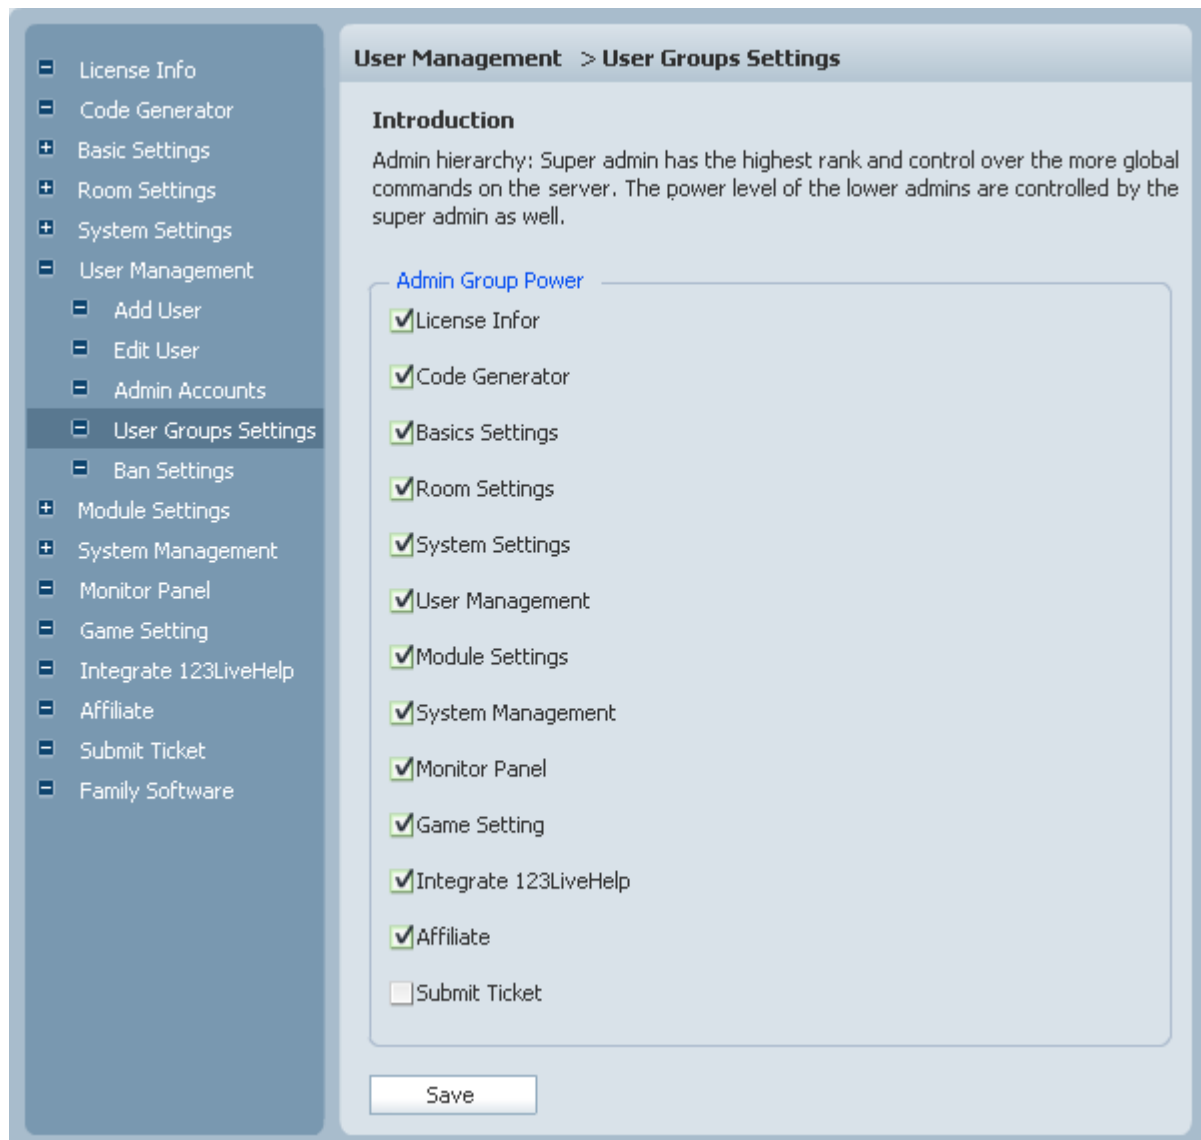 License Info
Code Generator
Basic Settings
Room Settings
System Settings
User Management
Add User
Edit User
Admin Accounts
User Groups Settings
Ban Settings
Module Settings
System Management
Monitor Panel
Game Setting
Integrate 123LiveHelp
Affiliate
Submit Ticket
Family Software
User Management > User Groups Settings
Introduction
Admin hierarchy: Super admin has the highest rank and control over the more global
commands on the server. The power level of the lower admins are controlled by the
super admin as well.
Admin Group Power
License Infor
Code Generator
Basics Settings
Room Settings
System Settings
User Management
Module Settings
System Management
Monitor Panel
Game Setting
Integrate 123LiveHelp
Affiliate
Submit Ticket
Save